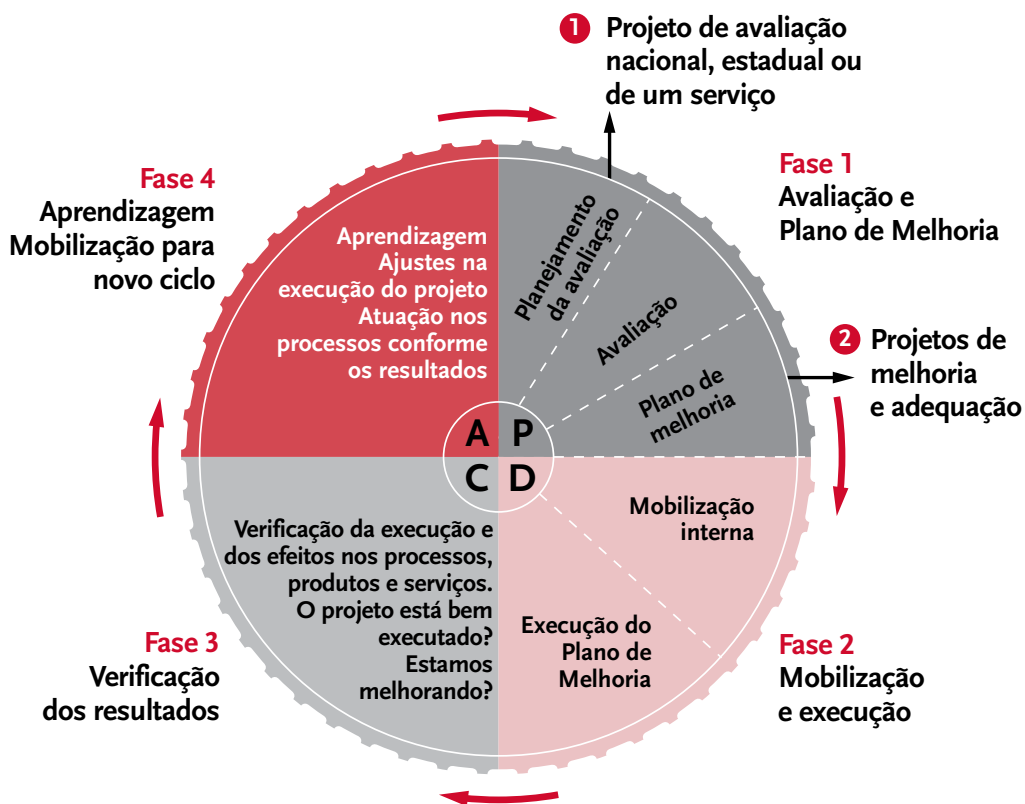 1 Projeto de avaliação
nacional, estadual ou
de um serviço
Fase 1
Avaliação e
Plano de Melhoria
Planejamento
da avaliação
Avaliação
Plano de
melhoria
2 Projetos de
melhoria
e adequação
Fase 4
Aprendizagem
Mobilização para
novo ciclo
Aprendizagem
Ajustes na
execução do projeto
Atuação nos
processos conforme
os resultados
A P
C D
Mobilização
interna
Execução do
Plano de
Melhoria
Fase 2
Mobilização
e execução
Verificação da execução e
dos efeitos nos processos,
produtos e serviços.
O projeto está bem
executado?
Estamos
melhorando?
Fase 3
Verificação
dos resultados